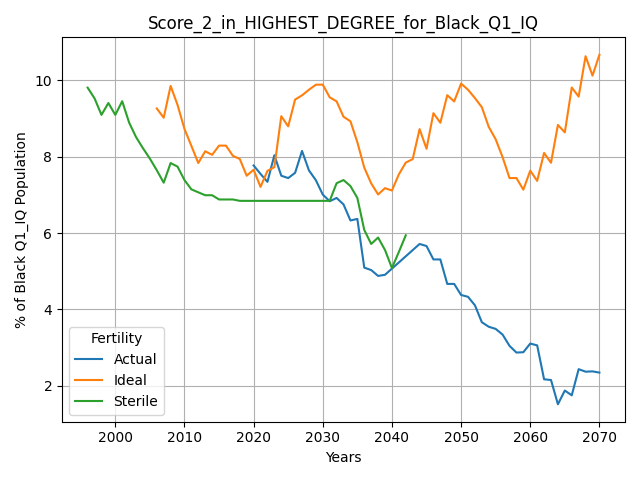 Score_2_in_HIGHEST_DEGREE_for_Black_Q1_IQ
% of Black Q1_IQ Population
10
8
6
4
2
Fertility
Actual
Ideal
Sterile
2000 2010 2020 2030 2040 2050 2060 2070
Years